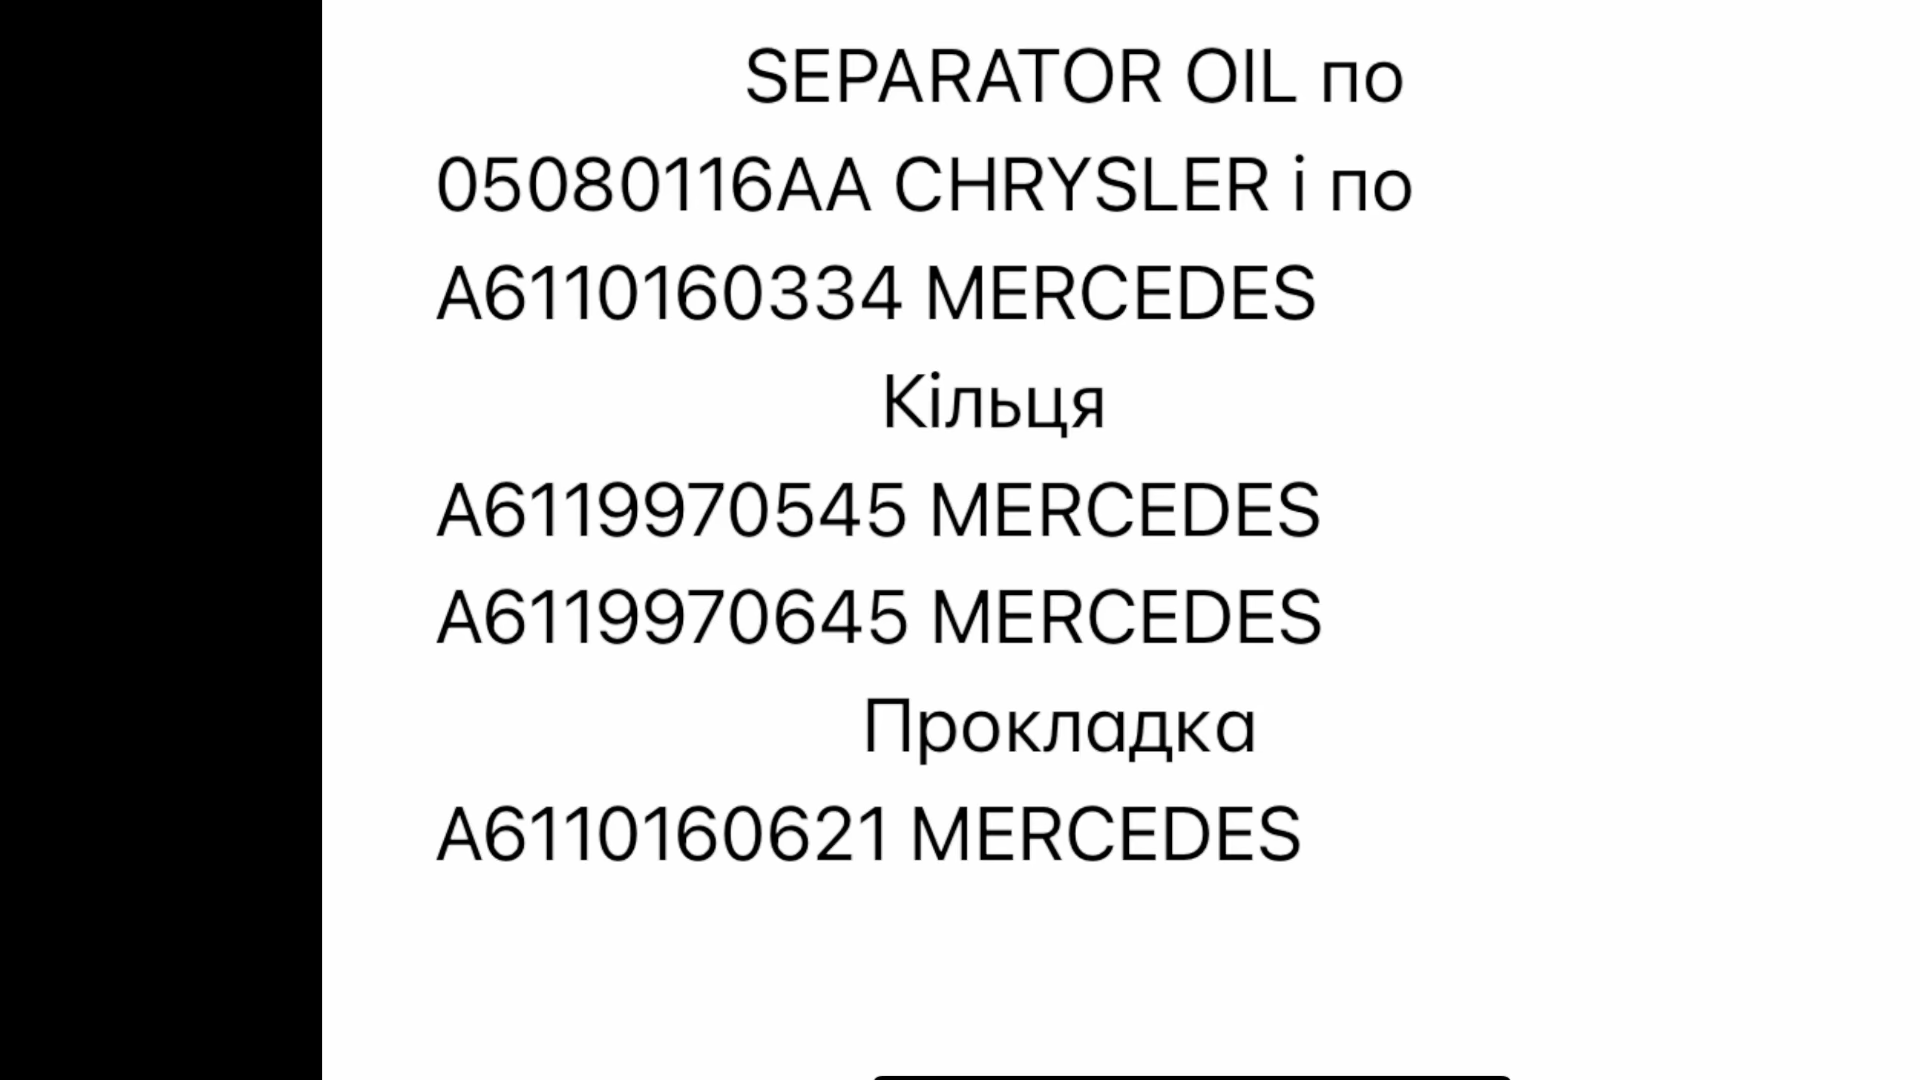 SEPARATOR OIL по
05080116AA CHRYSLER і по
A6110160334 MERCEDES
Кільця
A6119970545 MERCEDES
A6119970645 MERCEDES
Прокладка
A6110160621 MERCEDES